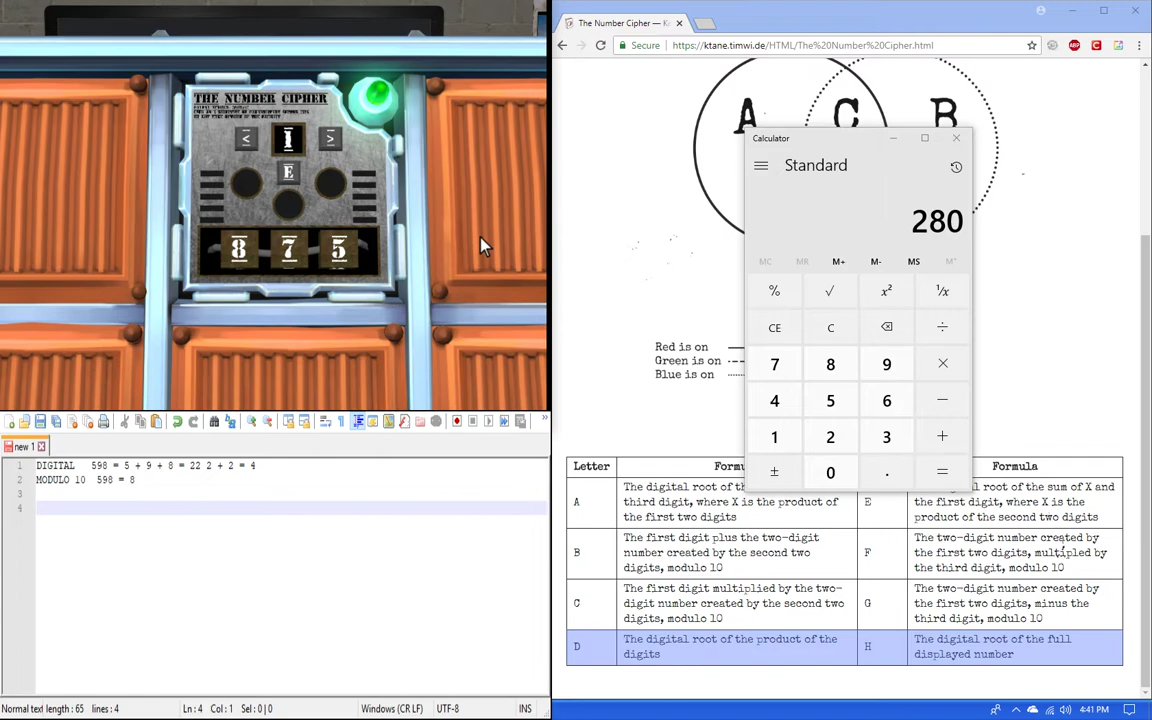 THE NUMBER CIPHER
<
1
>
E
8 7 5
new 1
1 DIGITAL 598 = 5 + 9 + 8 = 22 2 + 2 = 4
2 MODULO 10 598 = 8
3
4
Normal text length : 65 lines : 4 Ln : 4 Col : 1 Sel : 0 | 0 Windows (CR LF) UTF-8 INS
The Number Cipher — Ke
Secure https://ktane.timwi.de/HTML/The%20Number%20Cipher.html
A C B
Calculator
Standard
280
MC MR M+ M- MS
% √ x² ¹/x
CE C ÷
7 8 9 ×
4 5 6 −
1 2 3 +
± 0 . =
Red is on
Green is on
Blue is on
Letter
Formula
A
The digital root of the
third digit, where X is the product of
the first two digits
root of the sum of X and
E
the first digit, where X is the
product of the second two digits
B
The first digit plus the two-digit
number created by the second two
digits, modulo 10
F
The two-digit number created by
the first two digits, multipled by
the third digit, modulo 10
C
The first digit multiplied by the two-
digit number created by the second two
digits, modulo 10
G
The two-digit number created by
the first two digits, minus the
third digit, modulo 10
D
The digital root of the product of the
digits
H
The digital root of the full
displayed number
4:41 PM